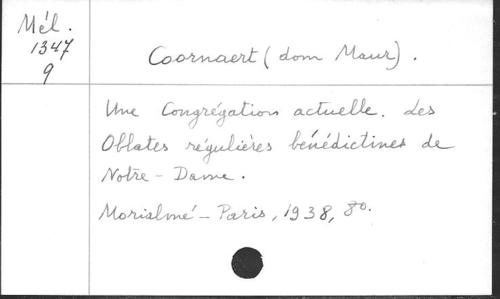 Mél.
1347
9
Coornaert (dom Maur).
Une Congrégation actuelle. Les
Oblates régulières bénédictines de
Notre-Dame.
Morialmé - Paris, 1938, 8o.